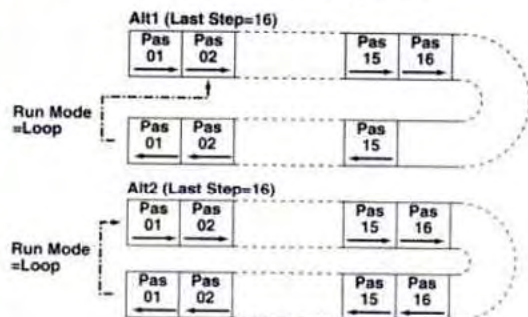 Alt1 (Last Step=16)
Pas 01
Pas 02
Pas 15
Pas 16
Run Mode
=Loop
Pas 01
Pas 02
Pas 15
Alt2 (Last Step=16)
Pas 01
Pas 02
Pas 15
Pas 16
Run Mode
=Loop
Pas 01
Pas 02
Pas 15
Pas 16